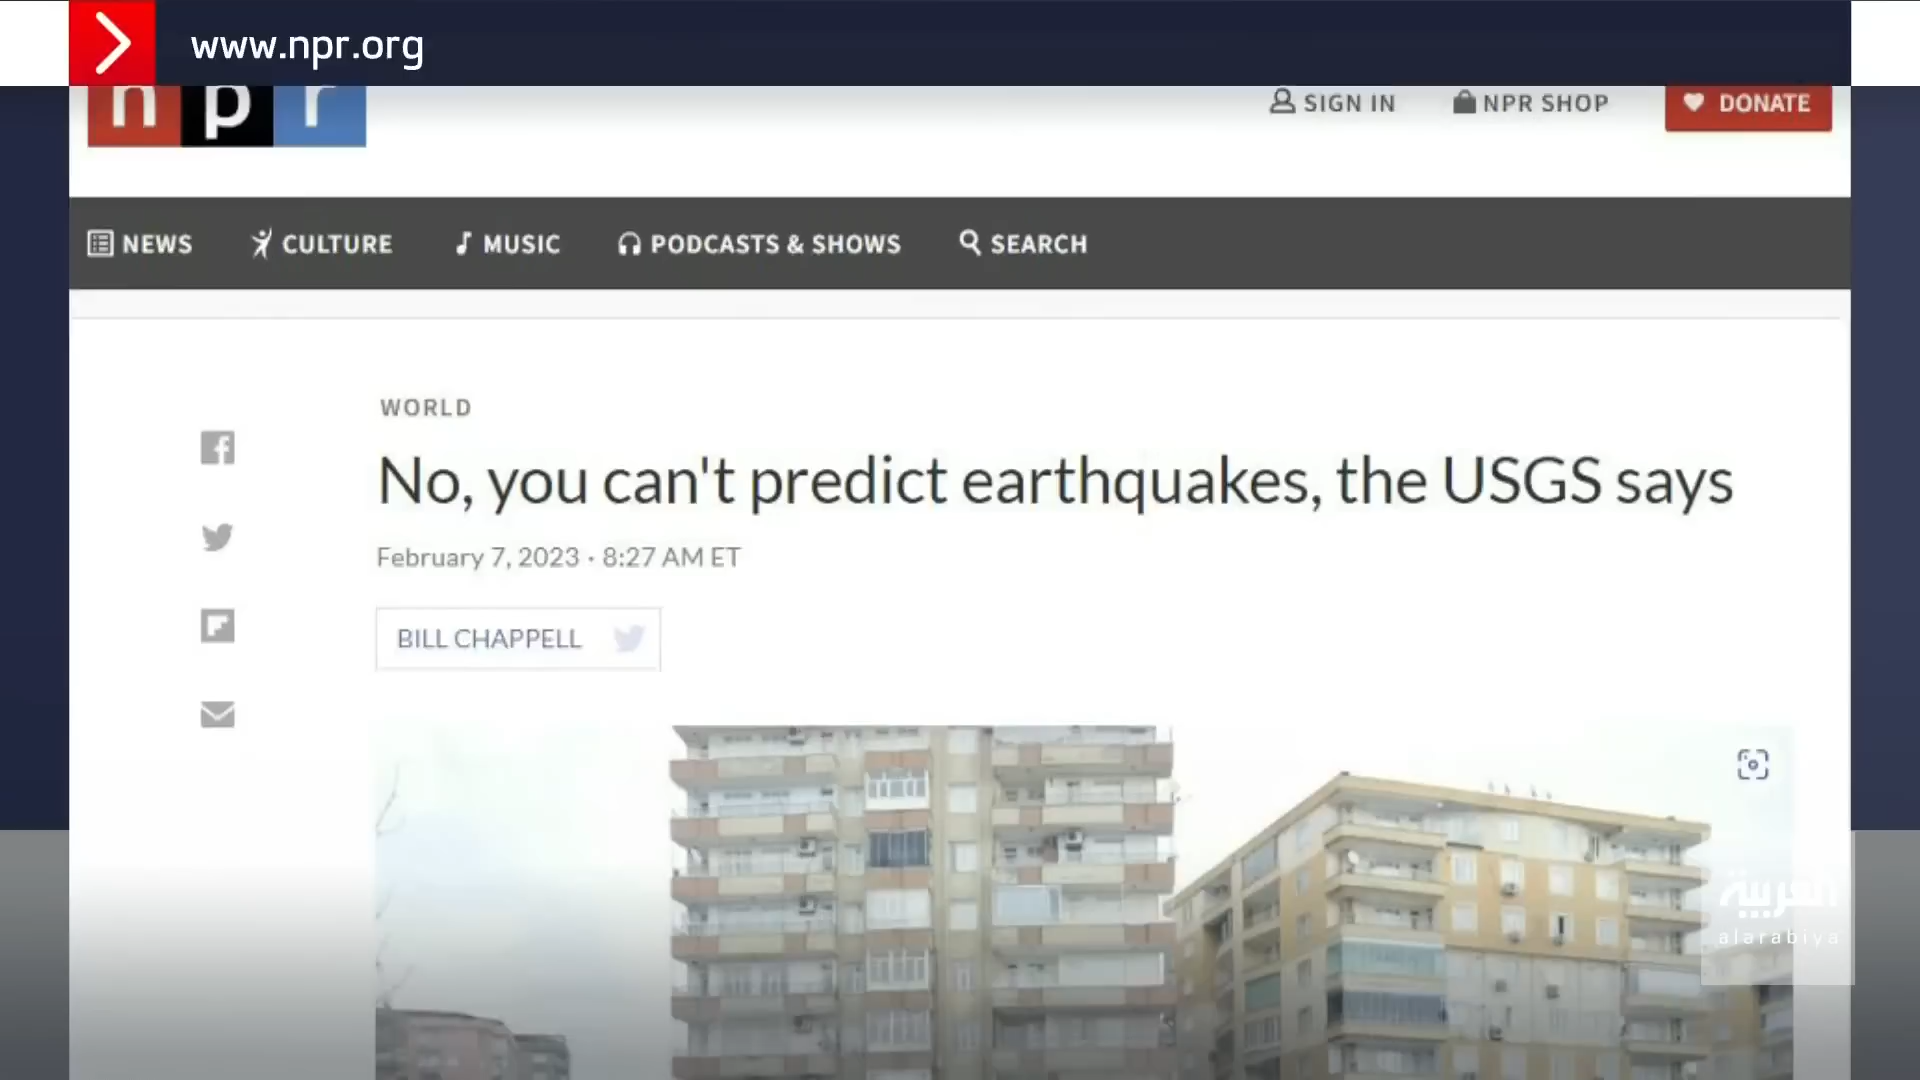 www.npr.org
npr
SIGN IN
NPR SHOP
DONATE
NEWS
CULTURE
MUSIC
PODCASTS & SHOWS
SEARCH
WORLD
No, you can't predict earthquakes, the USGS says
February 7, 2023 · 8:27 AM ET
BILL CHAPPELL
العربية
alarabiya